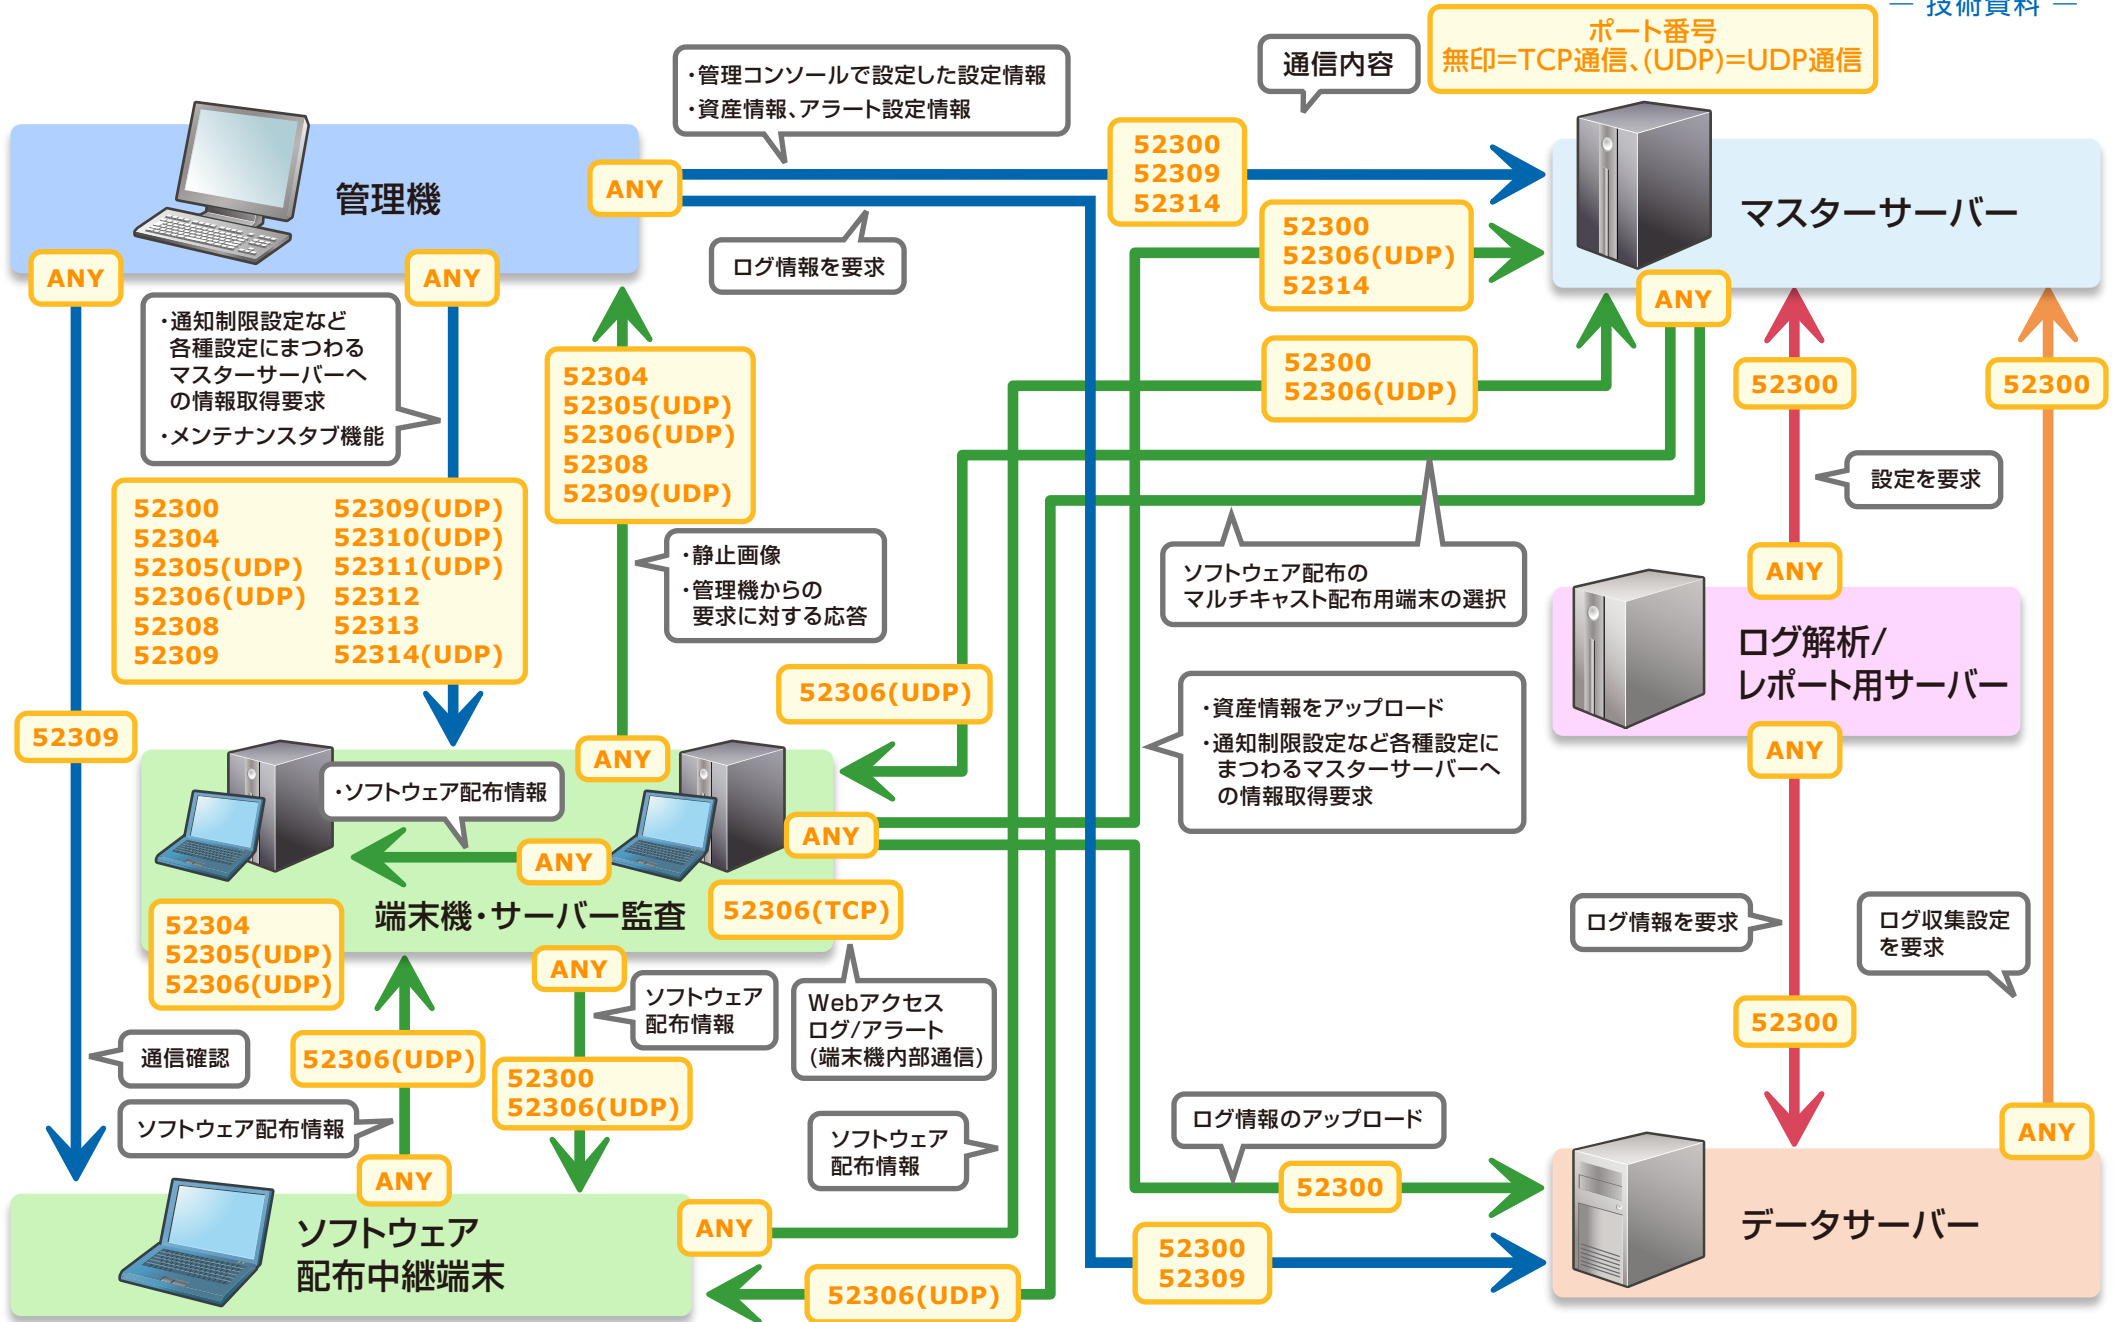 ― 技術資料 ―
ポート番号
無印=TCP通信、(UDP)=UDP通信
通信内容
・管理コンソールで設定した設定情報
・資産情報、アラート設定情報
管理機
ANY
52300
52309
52314
マスターサーバー
ログ情報を要求
52300
52306(UDP)
52314
ANY
ANY
ANY
・通知制限設定など
各種設定にまつわる
マスターサーバーへ
の情報取得要求
・メンテナンスタブ機能
52304
52305(UDP)
52306(UDP)
52308
52309(UDP)
52300
52306(UDP)
52300
52300
設定を要求
52300
52304
52305(UDP)
52306(UDP)
52308
52309
52309(UDP)
52310(UDP)
52311(UDP)
52312
52313
52314(UDP)
・静止画像
・管理機からの
要求に対する応答
ソフトウェア配布の
マルチキャスト配布用端末の選択
ANY
ログ解析/
レポート用サーバー
ANY
52309
52306(UDP)
・資産情報をアップロード
・通知制限設定など各種設定に
まつわるマスターサーバーへ
の情報取得要求
ANY
・ソフトウェア配布情報
ANY
ANY
端末機・サーバー監査
52306(TCP)
52304
52305(UDP)
52306(UDP)
ログ情報を要求
ログ収集設定
を要求
ANY
ソフトウェア
配布情報
Webアクセス
ログ/アラート
(端末機内部通信)
52300
通信確認
52306(UDP)
52300
52306(UDP)
ソフトウェア配布情報
ソフトウェア
配布情報
ログ情報のアップロード
ANY
ANY
52300
ソフトウェア
配布中継端末
ANY
52300
52309
データサーバー
52306(UDP)